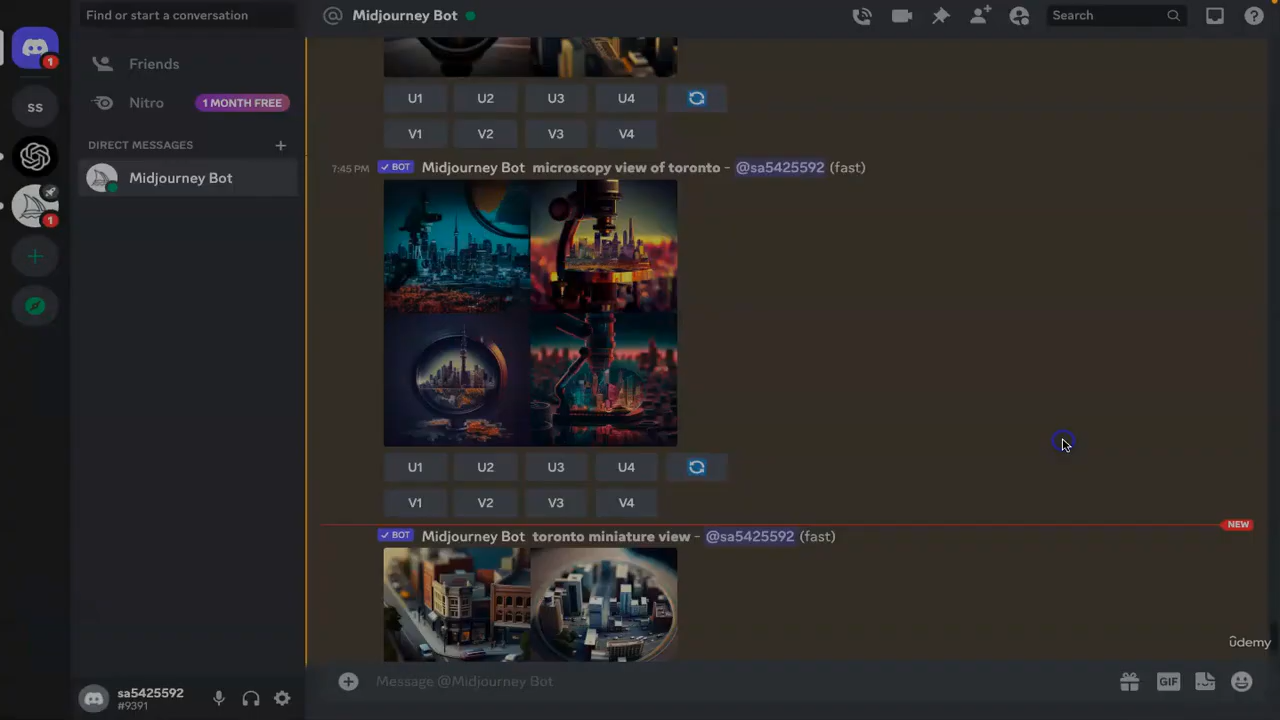 Find or start a conversation
Midjourney Bot
Search
1
Friends
SS
Nitro
1 MONTH FREE
U1 U2 U3 U4
V1 V2 V3 V4
DIRECT MESSAGES
Midjourney Bot
1
7:45 PM BOT Midjourney Bot microscopy view of toronto - @sa5425592 (fast)
U1 U2 U3 U4
V1 V2 V3 V4
NEW
BOT Midjourney Bot toronto miniature view - @sa5425592 (fast)
ûdemy
Message @Midjourney Bot
GIF
sa5425592
#9391